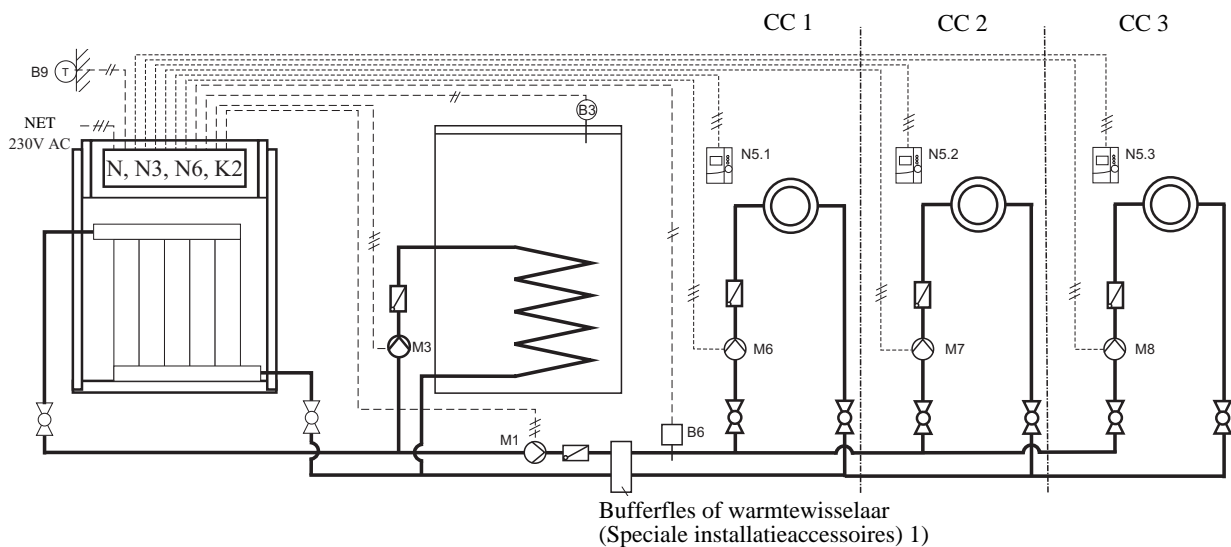 CC 1
CC 2
CC 3
B9
T
NET
230V AC
B3
N, N3, N6, K2
N5.1
N5.2
N5.3
M3
M6
M7
M8
M1
B6
Bufferfles of warmtewisselaar
(Speciale installatieaccessoires) 1)